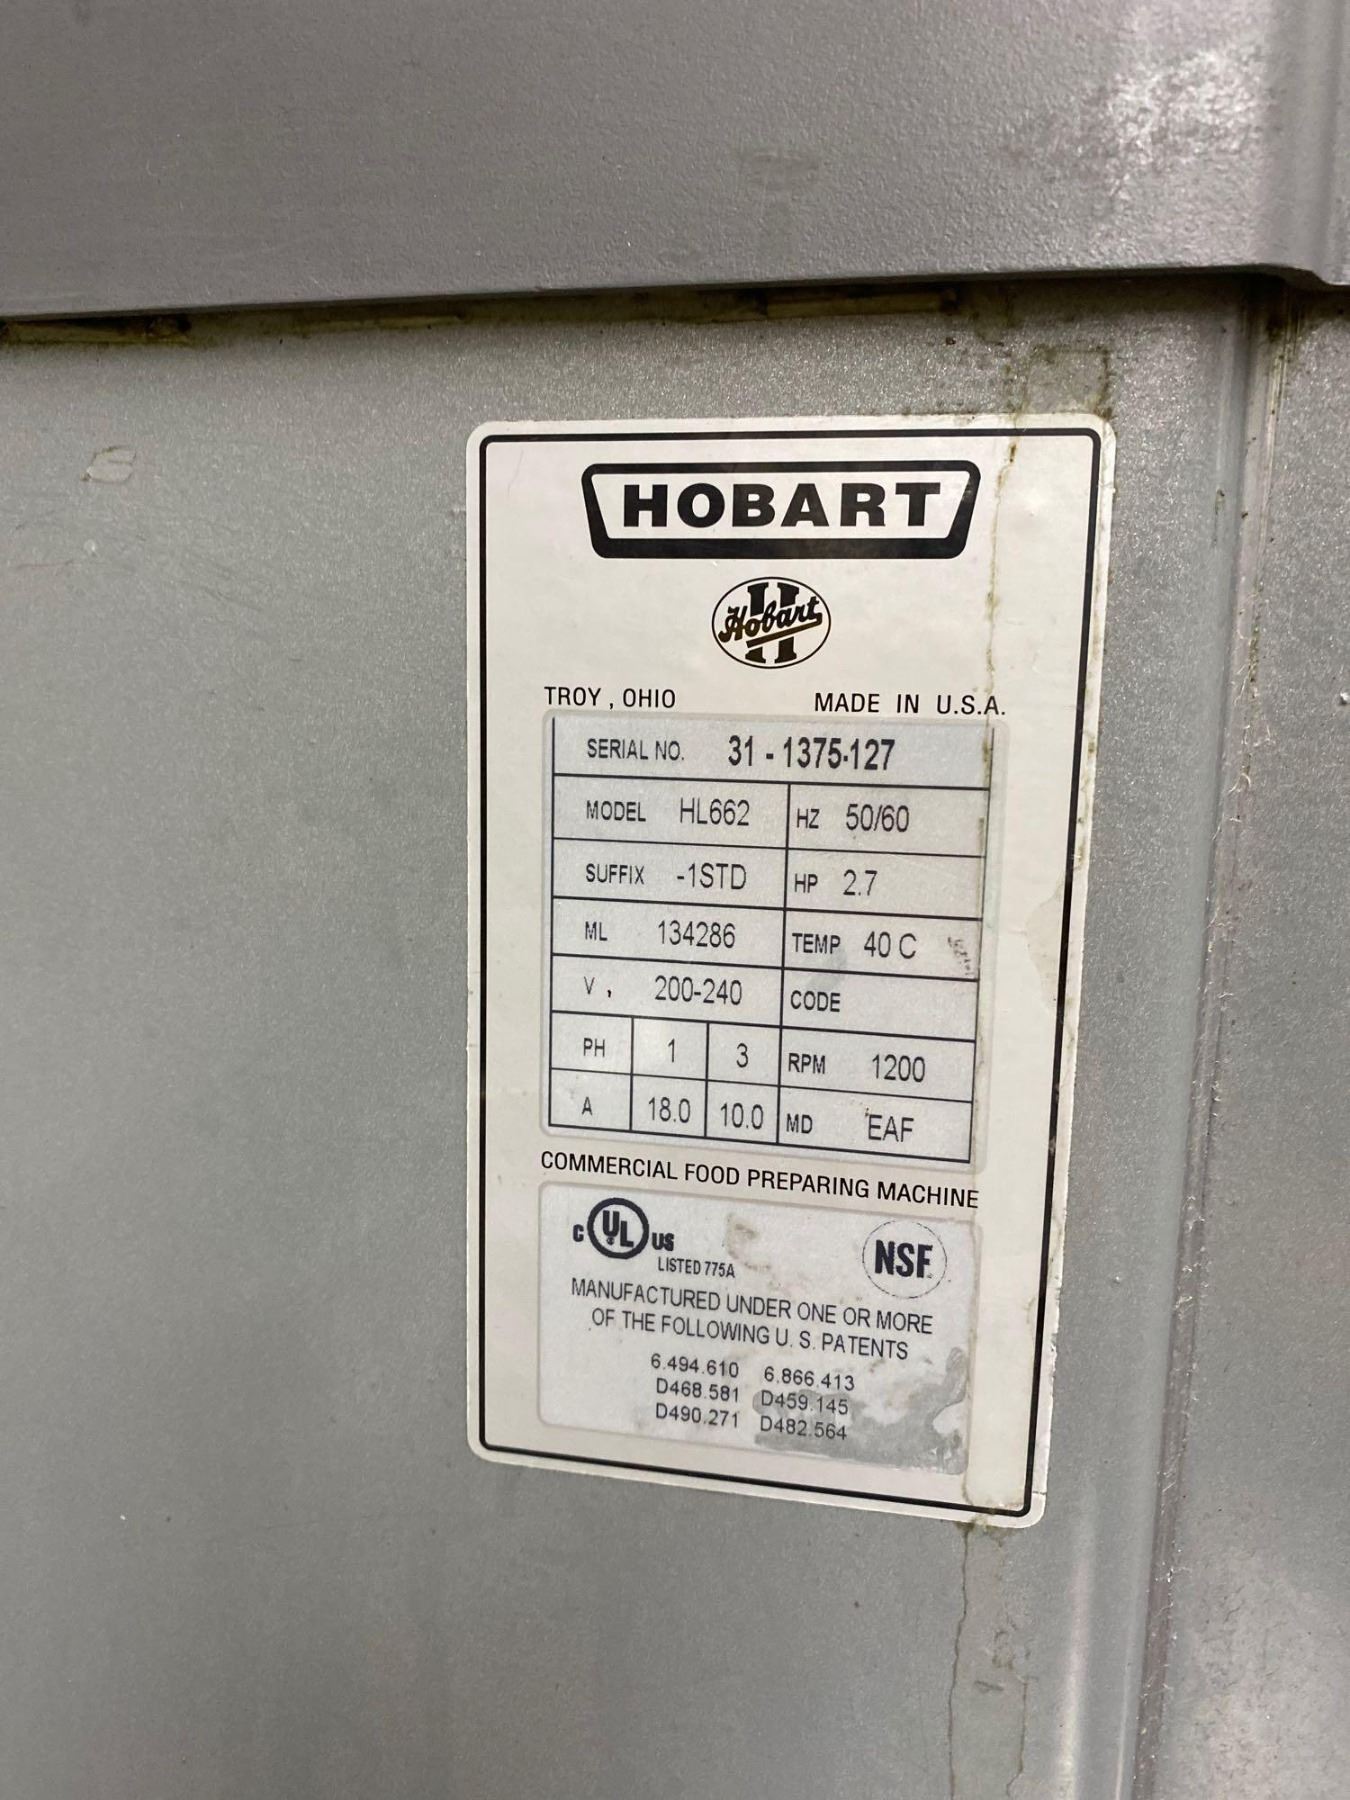 HOBART
Hobart
TROY, OHIO MADE IN U.S.A.
SERIAL NO. 31-1375-127
MODEL HL662 HZ 50/60
SUFFIX -1STD HP 2.7
ML 134286 TEMP 40 C
V, 200-240 CODE
PH 1 3 RPM 1200
A 18.0 10.0 MD EAF
COMMERCIAL FOOD PREPARING MACHINE
C UL US NSF
LISTED 775A
MANUFACTURED UNDER ONE OR MORE
OF THE FOLLOWING U. S. PATENTS
6.494.610 6.866.413
D468.581 D459.145
D490.271 D482.564